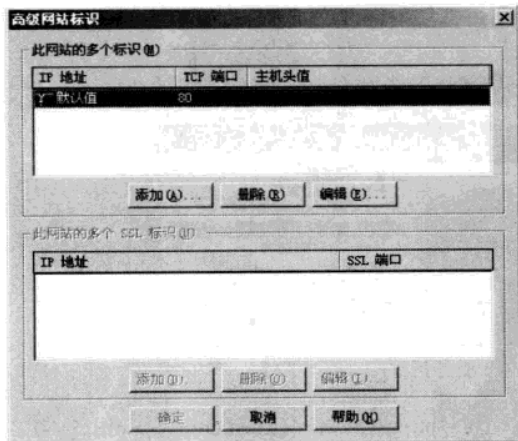 高级网站标识
此网站的多个标识(M)
IP 地址 TCP 端口 主机头值
默认值 80
添加(A)... 删除(R) 编辑(E)...
此网站的多个 SSL 标识(I)
IP 地址 SSL 端口
添加(D)... 删除(O) 编辑(I)...
确定 取消 帮助(H)